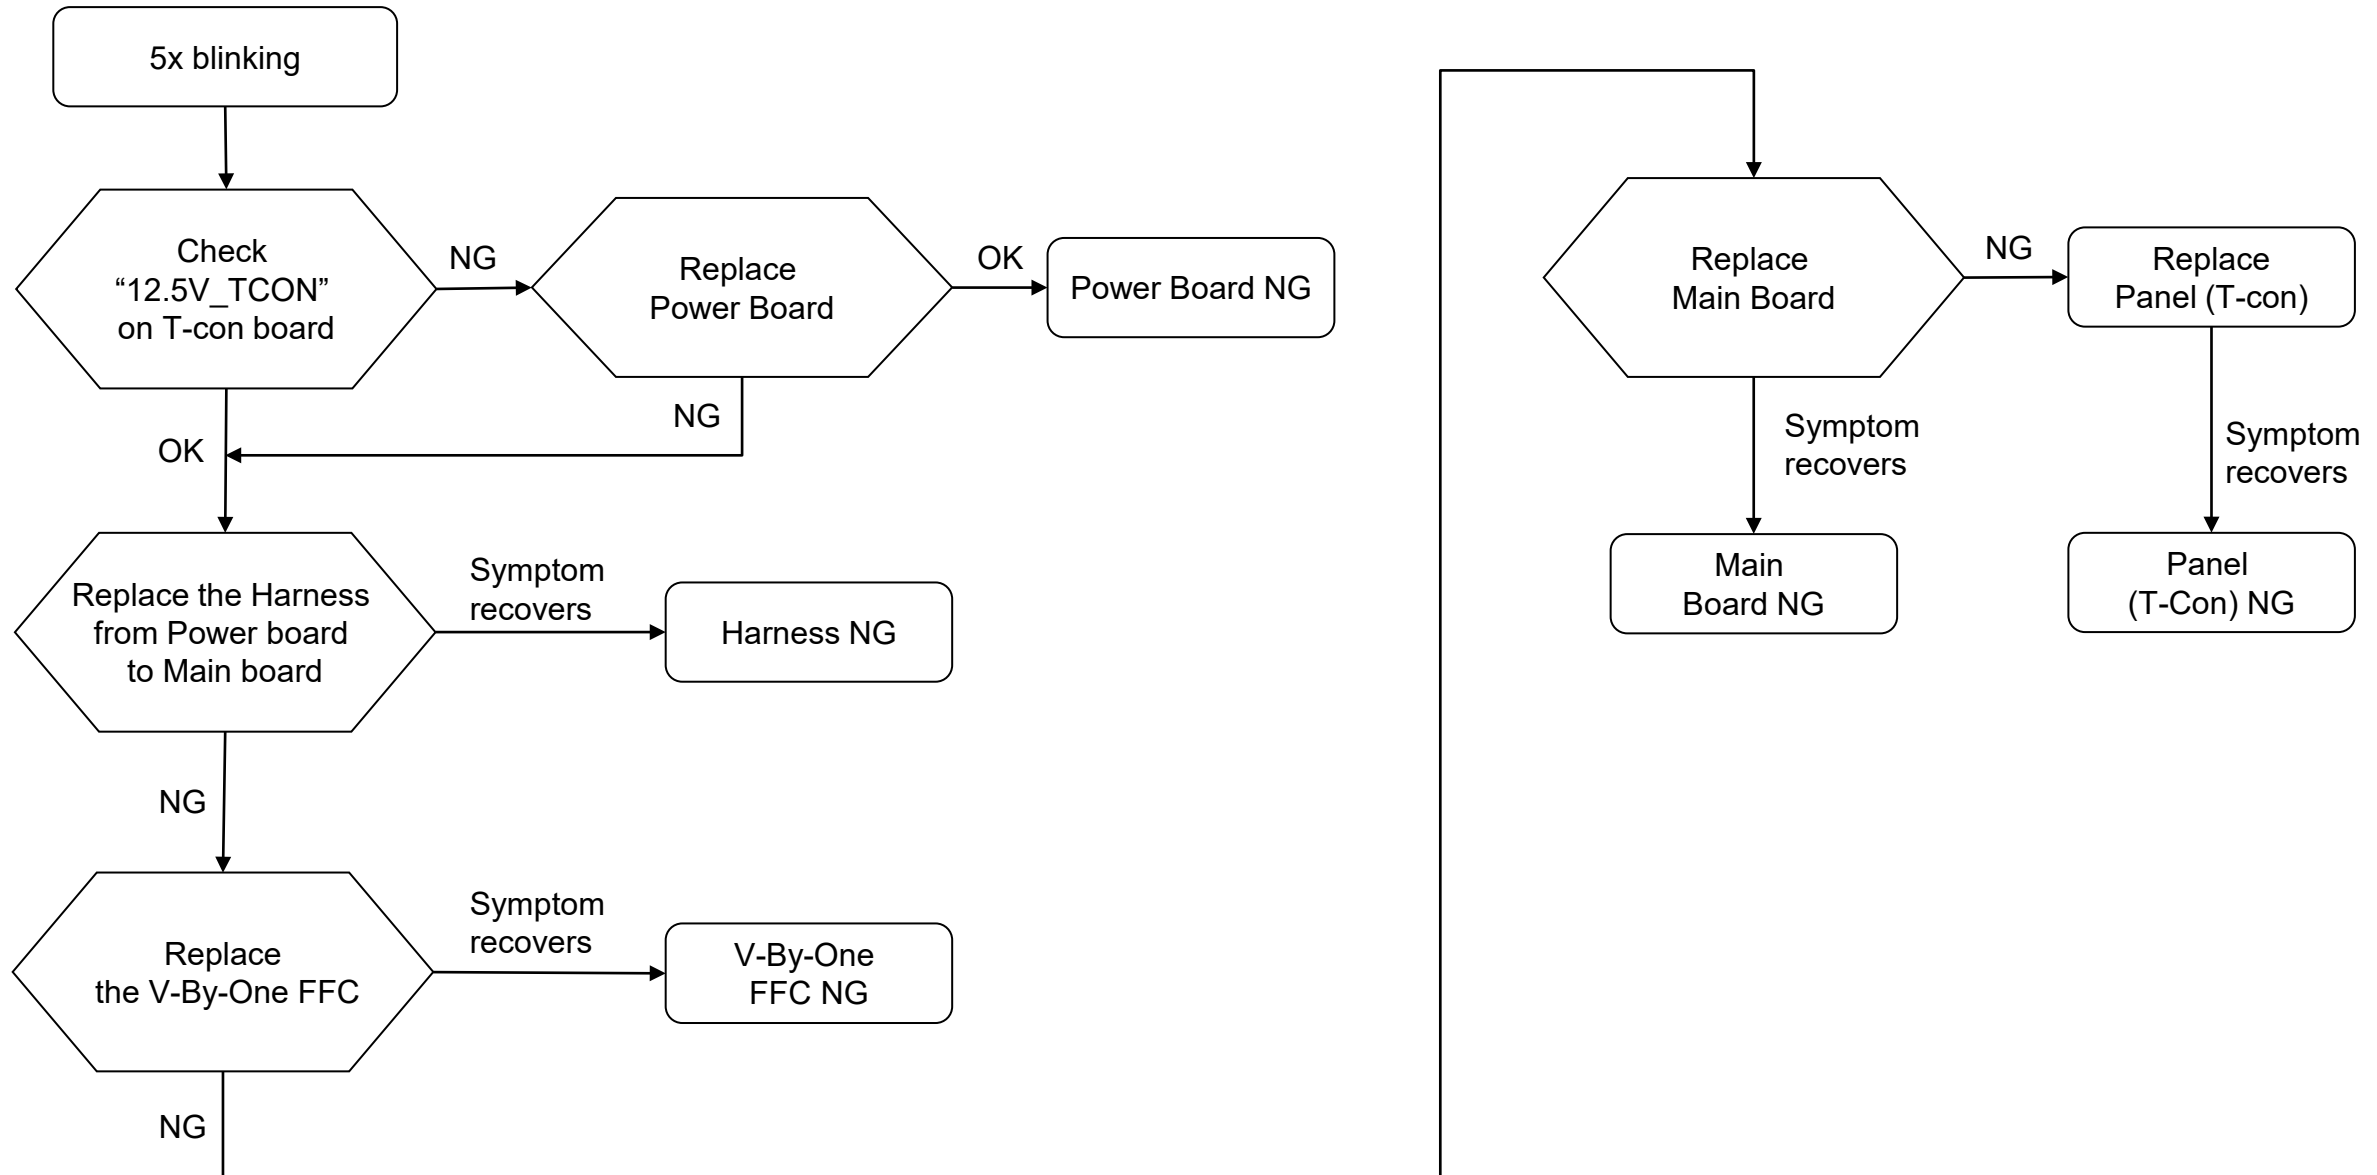 5x blinking
Check
“12.5V_TCON”
on T-con board
NG
Replace
Power Board
OK
Power Board NG
NG
OK
Replace the Harness
from Power board
to Main board
Symptom
recovers
Harness NG
NG
Replace
the V-By-One FFC
Symptom
recovers
V-By-One
FFC NG
NG
Replace
Main Board
NG
Replace
Panel (T-con)
Symptom
recovers
Symptom
recovers
Main
Board NG
Panel
(T-Con) NG